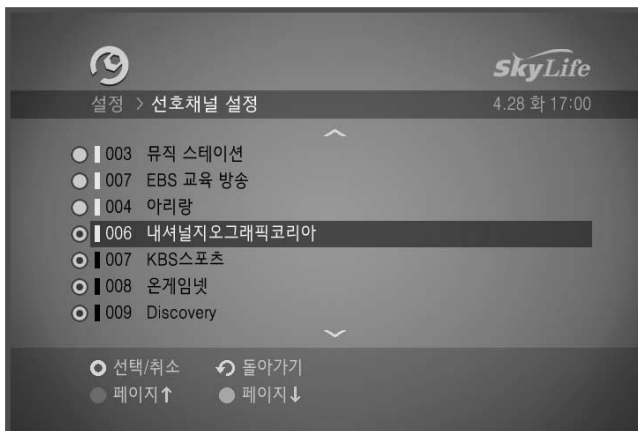 SkyLife
설정 > 선호채널 설정 4.28 화 17:00
003 뮤직 스테이션
007 EBS 교육 방송
004 아리랑
006 내셔널지오그래픽코리아
007 KBS스포츠
008 온게임넷
009 Discovery
선택/취소 돌아가기
페이지↑ 페이지↓